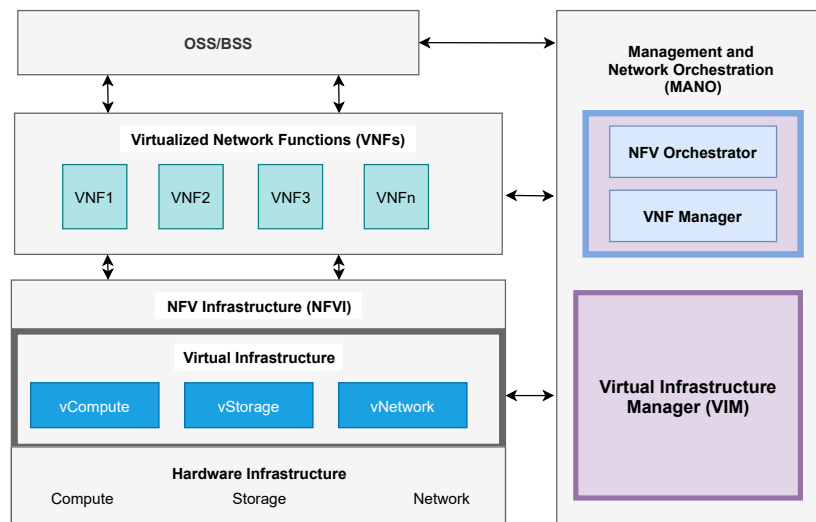 OSS/BSS
Management and
Network Orchestration
(MANO)
Virtualized Network Functions (VNFs)
VNF1
VNF2
VNF3
VNFn
NFV Orchestrator
VNF Manager
NFV Infrastructure (NFVI)
Virtual Infrastructure
vCompute
vStorage
vNetwork
Virtual Infrastructure
Manager (VIM)
Hardware Infrastructure
Compute
Storage
Network